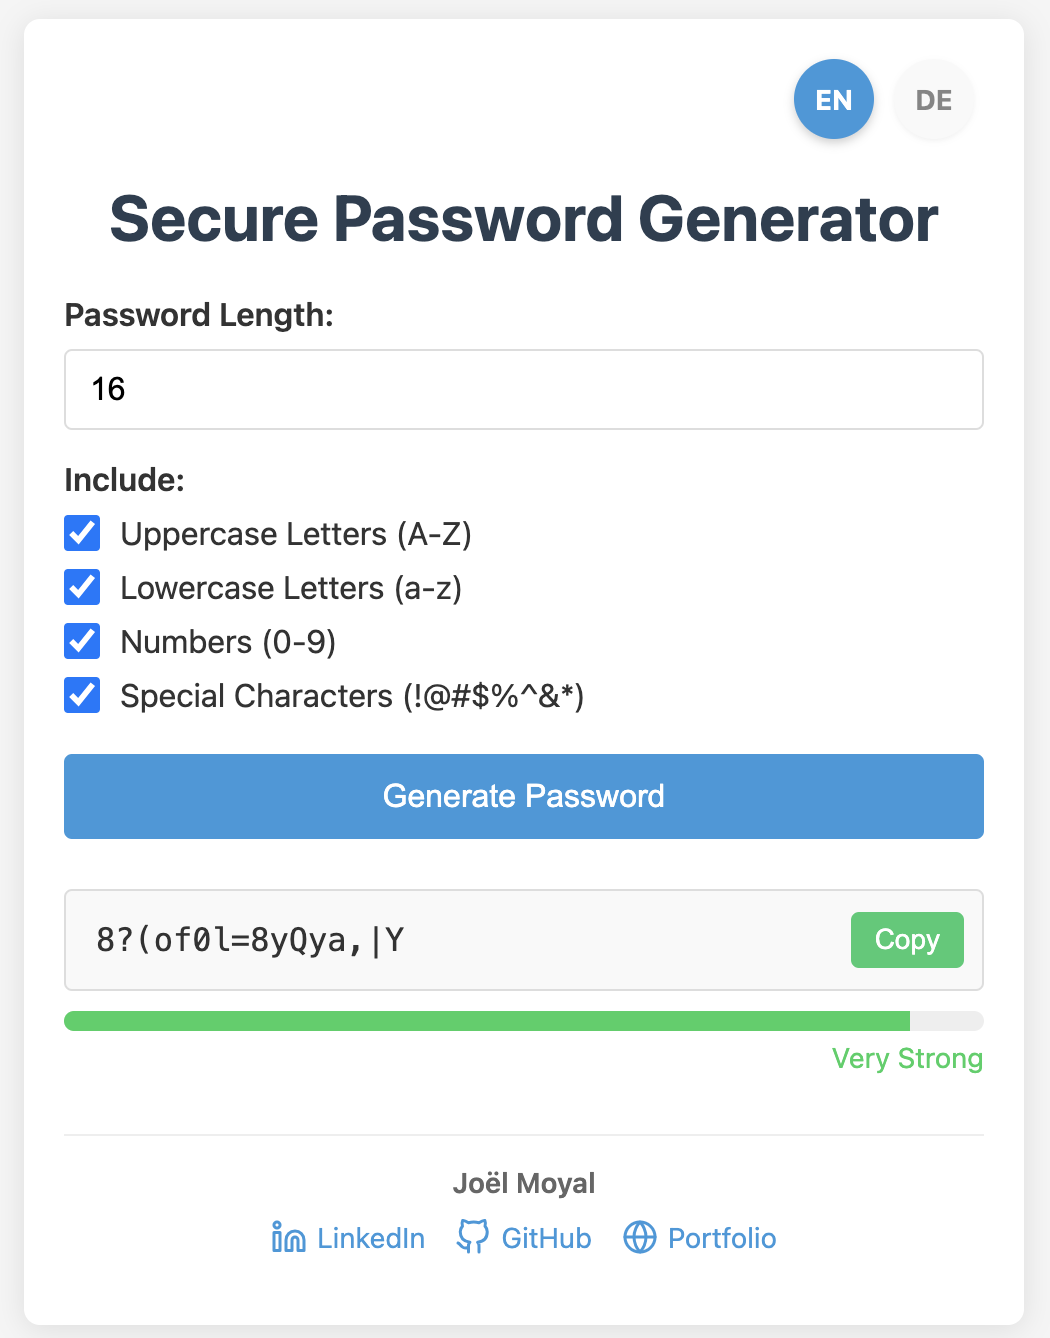 EN DE
Secure Password Generator
Password Length:
16
Include:
Uppercase Letters (A-Z)
Lowercase Letters (a-z)
Numbers (0-9)
Special Characters (!@#$%^&*)
Generate Password
8?(of0l=8yQya,|Y Copy
Very Strong
Joël Moyal
LinkedIn GitHub Portfolio